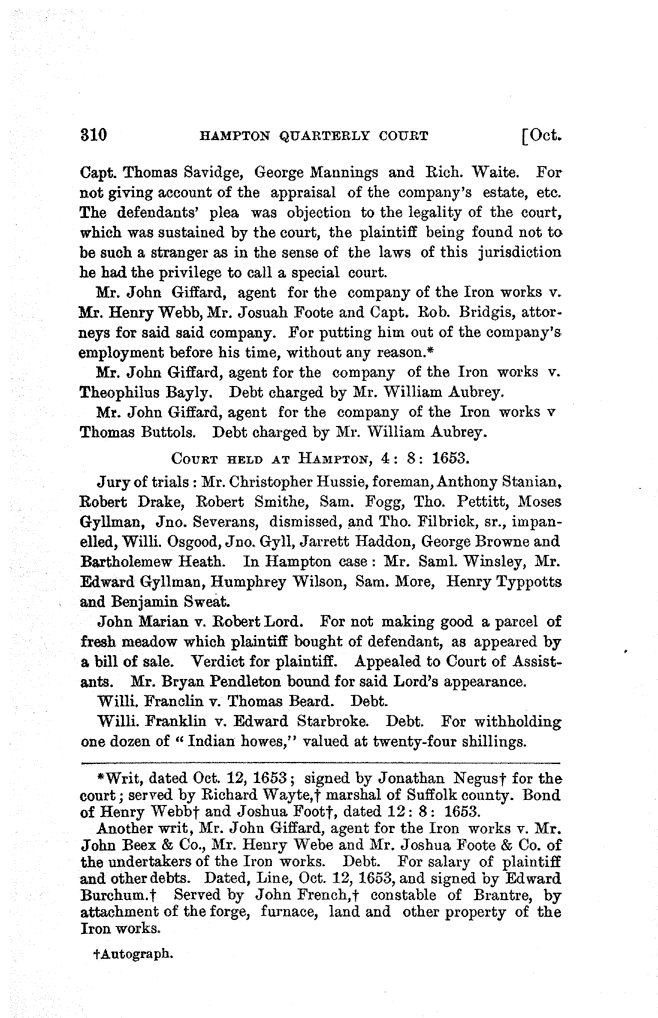 310 HAMPTON QUARTERLY COURT [Oct.
Capt. Thomas Savidge, George Mannings and Rich. Waite. For
not giving account of the appraisal of the company's estate, etc.
The defendants' plea was objection to the legality of the court,
which was sustained by the court, the plaintiff being found not to
be such a stranger as in the sense of the laws of this jurisdiction
he had the privilege to call a special court.
Mr. John Giffard, agent for the company of the Iron works v.
Mr. Henry Webb, Mr. Josuah Foote and Capt. Rob. Bridgis, attor-
neys for said said company. For putting him out of the company's
employment before his time, without any reason.*
Mr. John Giffard, agent for the company of the Iron works v.
Theophilus Bayly. Debt charged by Mr. William Aubrey.
Mr. John Giffard, agent for the company of the Iron works v
Thomas Buttols. Debt charged by Mr. William Aubrey.
COURT HELD AT HAMPTON, 4: 8: 1653.
Jury of trials: Mr. Christopher Hussie, foreman, Anthony Stanian,
Robert Drake, Robert Smithe, Sam. Fogg, Tho. Pettitt, Moses
Gyllman, Jno. Severans, dismissed, and Tho. Filbrick, sr., impan-
elled, Willi. Osgood, Jno. Gyll, Jarrett Haddon, George Browne and
Bartholemew Heath. In Hampton case: Mr. Saml. Winsley, Mr.
Edward Gyllman, Humphrey Wilson, Sam. More, Henry Typpotts
and Benjamin Sweat.
John Marian v. Robert Lord. For not making good a parcel of
fresh meadow which plaintiff bought of defendant, as appeared by
a bill of sale. Verdict for plaintiff. Appealed to Court of Assist-
ants. Mr. Bryan Pendleton bound for said Lord's appearance.
Willi. Franclin v. Thomas Beard. Debt.
Willi. Franklin v. Edward Starbroke. Debt. For withholding
one dozen of "Indian howes," valued at twenty-four shillings.
*Writ, dated Oct. 12, 1653; signed by Jonathan Negus† for the
court; served by Richard Wayte,† marshal of Suffolk county. Bond
of Henry Webb† and Joshua Foot†, dated 12: 8: 1653.
Another writ, Mr. John Giffard, agent for the Iron works v. Mr.
John Beex & Co., Mr. Henry Webe and Mr. Joshua Foote & Co. of
the undertakers of the Iron works. Debt. For salary of plaintiff
and other debts. Dated, Line, Oct. 12, 1653, and signed by Edward
Burchum.† Served by John French,† constable of Brantre, by
attachment of the forge, furnace, land and other property of the
Iron works.
†Autograph.